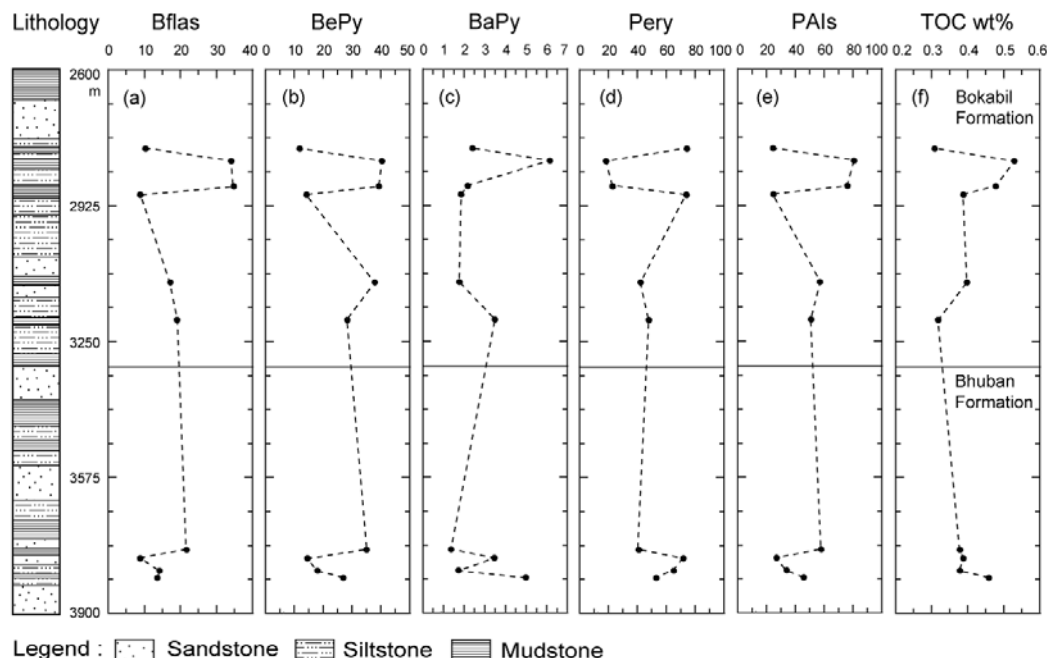 Lithology Bflas BePy BaPy Pery PAIs TOC wt%
0 10 20 30 40 0 10 20 30 40 50 0 1 2 3 4 5 6 7 0 20 40 60 80 100 0 20 40 60 80 100 0.2 0.3 0.4 0.5 0.6
2600
m
(a) (b) (c) (d) (e) (f) Bokabil
Formation
2925
3250
Bhuban
Formation
3575
3900
Legend : Sandstone Siltstone Mudstone